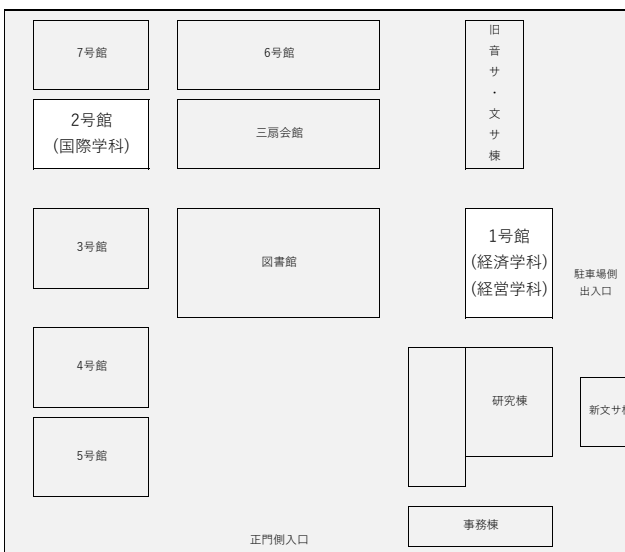 7号館
6号館
旧音サ・文サ棟
2号館
(国際学科)
三扇会館
3号館
図書館
1号館
(経済学科)
(経営学科)
駐車場側
出入口
4号館
研究棟
新文サ
5号館
事務棟
正門側入口